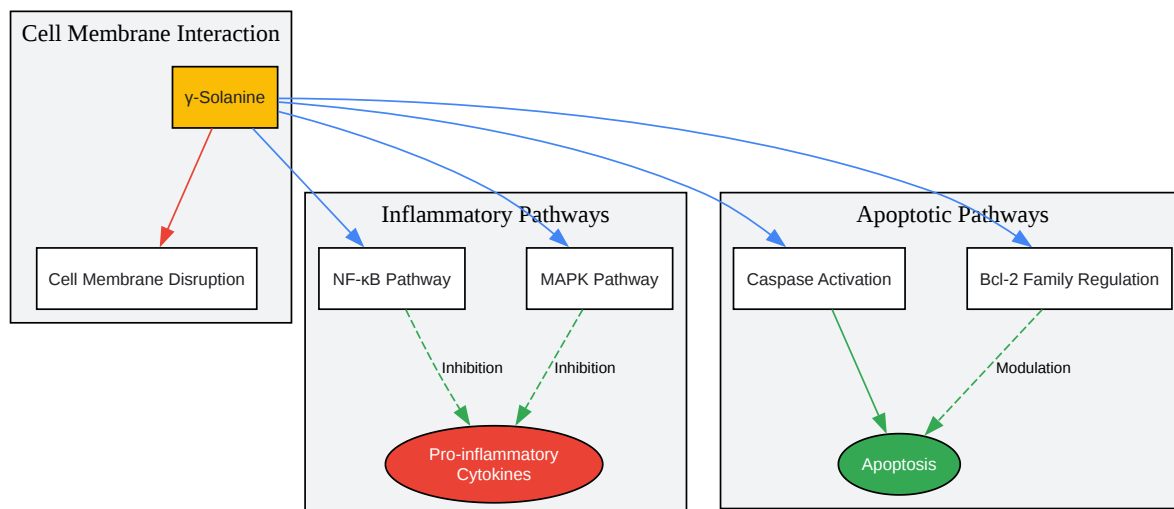 Cell Membrane Interaction
γ-Solanine
Cell Membrane Disruption
Inflammatory Pathways
NF-κB Pathway
MAPK Pathway
Inhibition
Inhibition
Pro-inflammatory
Cytokines
Apoptotic Pathways
Caspase Activation
Bcl-2 Family Regulation
Modulation
Apoptosis